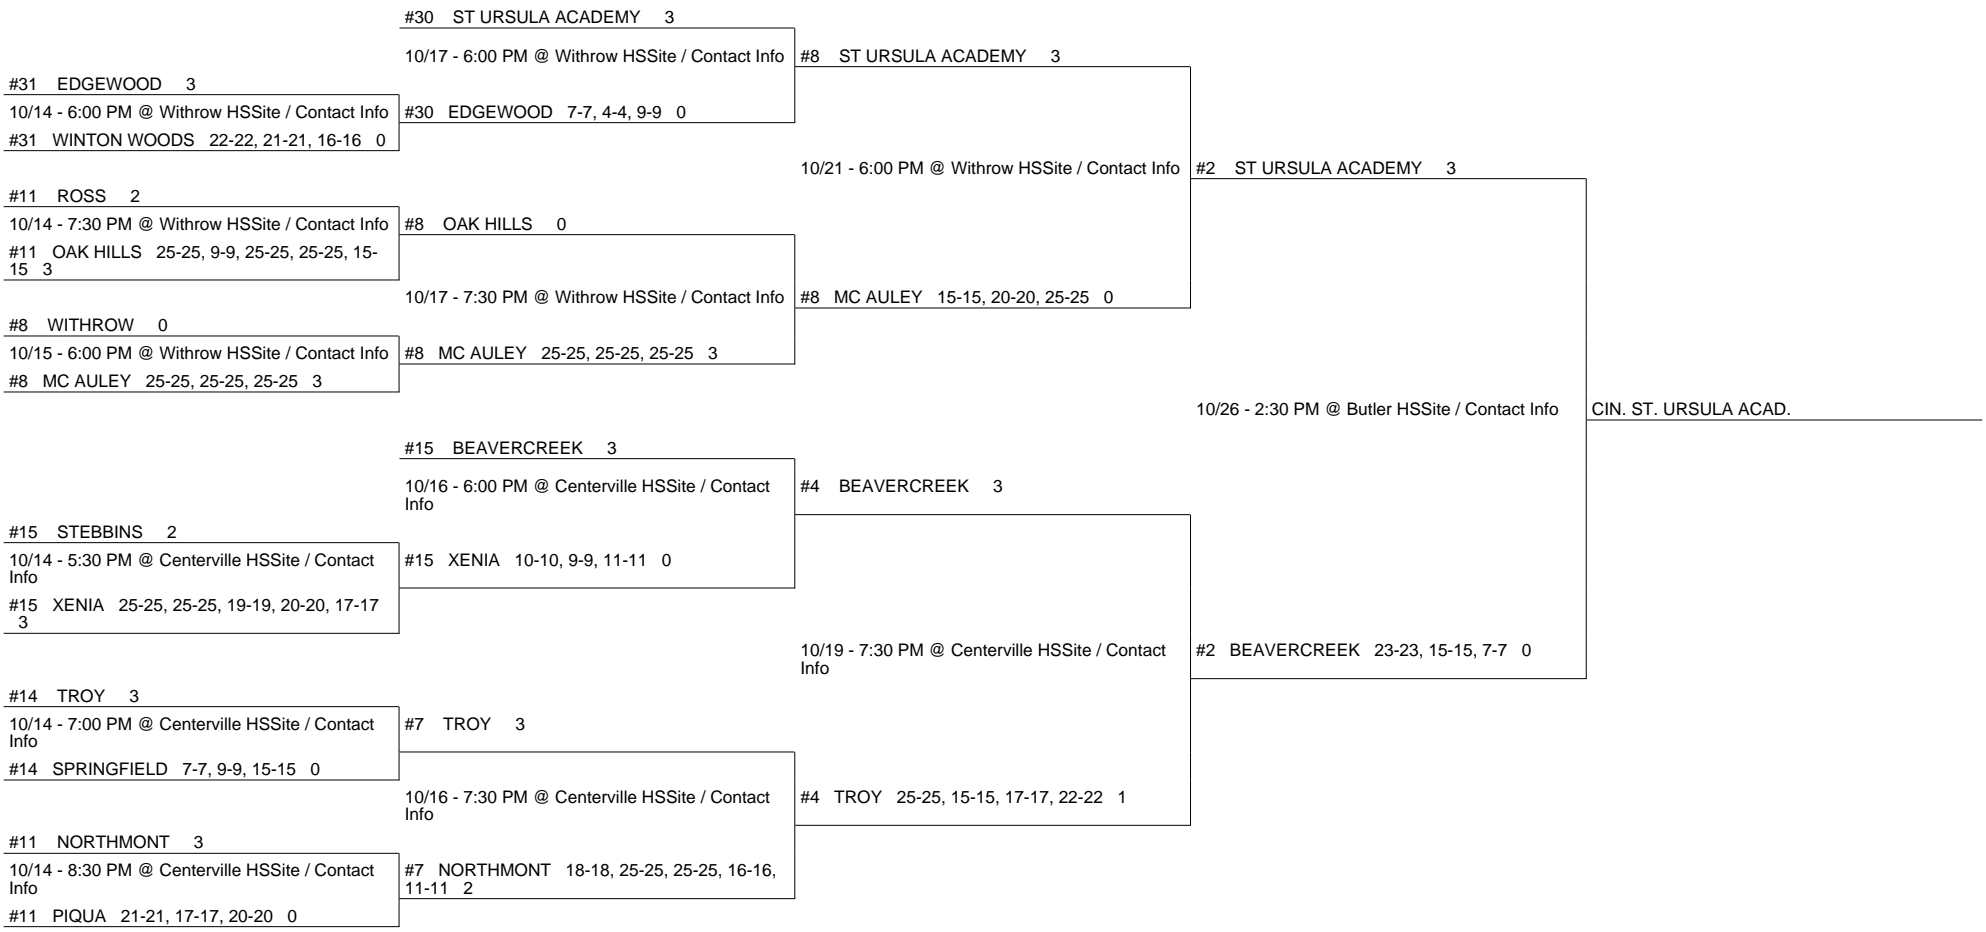 #30 ST URSULA ACADEMY 3
10/17 - 6:00 PM @ Withrow HSSite / Contact Info
#8 ST URSULA ACADEMY 3
#31 EDGEWOOD 3
10/14 - 6:00 PM @ Withrow HSSite / Contact Info
#30 EDGEWOOD 7-7, 4-4, 9-9 0
#31 WINTON WOODS 22-22, 21-21, 16-16 0
10/21 - 6:00 PM @ Withrow HSSite / Contact Info
#2 ST URSULA ACADEMY 3
#11 ROSS 2
10/14 - 7:30 PM @ Withrow HSSite / Contact Info
#8 OAK HILLS 0
#11 OAK HILLS 25-25, 9-9, 25-25, 25-25, 15-
15 3
10/17 - 7:30 PM @ Withrow HSSite / Contact Info
#8 MC AULEY 15-15, 20-20, 25-25 0
#8 WITHROW 0
10/15 - 6:00 PM @ Withrow HSSite / Contact Info
#8 MC AULEY 25-25, 25-25, 25-25 3
#8 MC AULEY 25-25, 25-25, 25-25 3
10/26 - 2:30 PM @ Butler HSSite / Contact Info
CIN. ST. URSULA ACAD.
#15 BEAVERCREEK 3
10/16 - 6:00 PM @ Centerville HSSite / Contact
Info
#4 BEAVERCREEK 3
#15 STEBBINS 2
10/14 - 5:30 PM @ Centerville HSSite / Contact
Info
#15 XENIA 10-10, 9-9, 11-11 0
#15 XENIA 25-25, 25-25, 19-19, 20-20, 17-17
3
10/19 - 7:30 PM @ Centerville HSSite / Contact
Info
#2 BEAVERCREEK 23-23, 15-15, 7-7 0
#14 TROY 3
10/14 - 7:00 PM @ Centerville HSSite / Contact
Info
#7 TROY 3
#14 SPRINGFIELD 7-7, 9-9, 15-15 0
10/16 - 7:30 PM @ Centerville HSSite / Contact
Info
#4 TROY 25-25, 15-15, 17-17, 22-22 1
#11 NORTHMONT 3
10/14 - 8:30 PM @ Centerville HSSite / Contact
Info
#7 NORTHMONT 18-18, 25-25, 25-25, 16-16,
11-11 2
#11 PIQUA 21-21, 17-17, 20-20 0